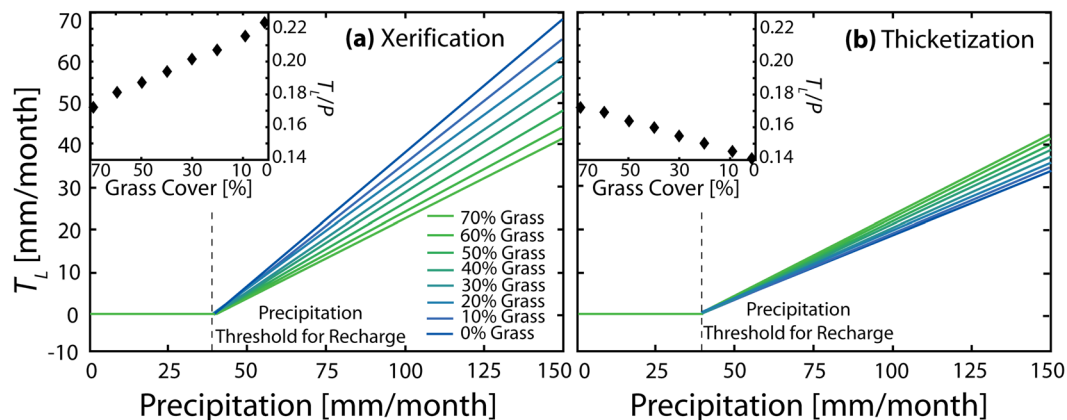 (a) Xerification
T_L [mm/month]
70
60
50
40
30
20
10
0
-10
0.22
0.20
0.18
0.16
0.14
T_L/P
70 50 30 10 0
Grass Cover [%]
70% Grass
60% Grass
50% Grass
40% Grass
30% Grass
20% Grass
10% Grass
0% Grass
Precipitation
Threshold for Recharge
0 25 50 75 100 125 150
Precipitation [mm/month]
(b) Thicketization
0.22
0.20
0.18
0.16
0.14
T_L/P
70 50 30 10 0
Grass Cover [%]
Precipitation
Threshold for Recharge
0 25 50 75 100 125 150
Precipitation [mm/month]